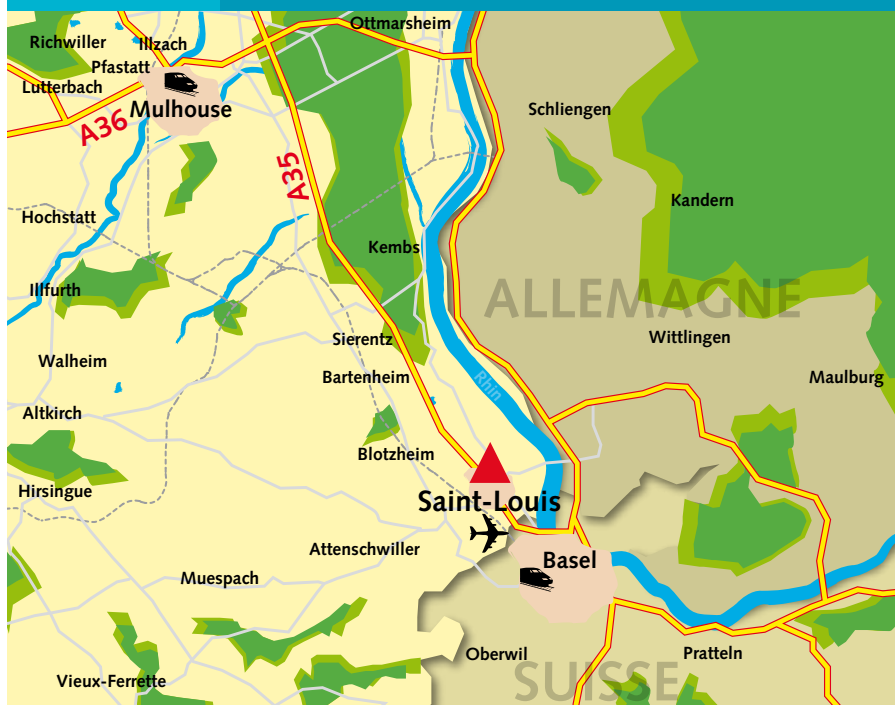 Ottmarsheim
Richwiller
Illzach
Pfastatt
Lutterbach
Mulhouse
A36
Schliengen
A35
Kandern
Hochstatt
Kembs
Illfurth
ALLEMAGNE
Sierentz
Wittlingen
Walheim
Bartenheim
Rhin
Maulburg
Altkirch
Blotzheim
Hirsingue
Saint-Louis
Attenschwiller
Basel
Muespach
Oberwil
Pratteln
Vieux-Ferrette
SUISSE